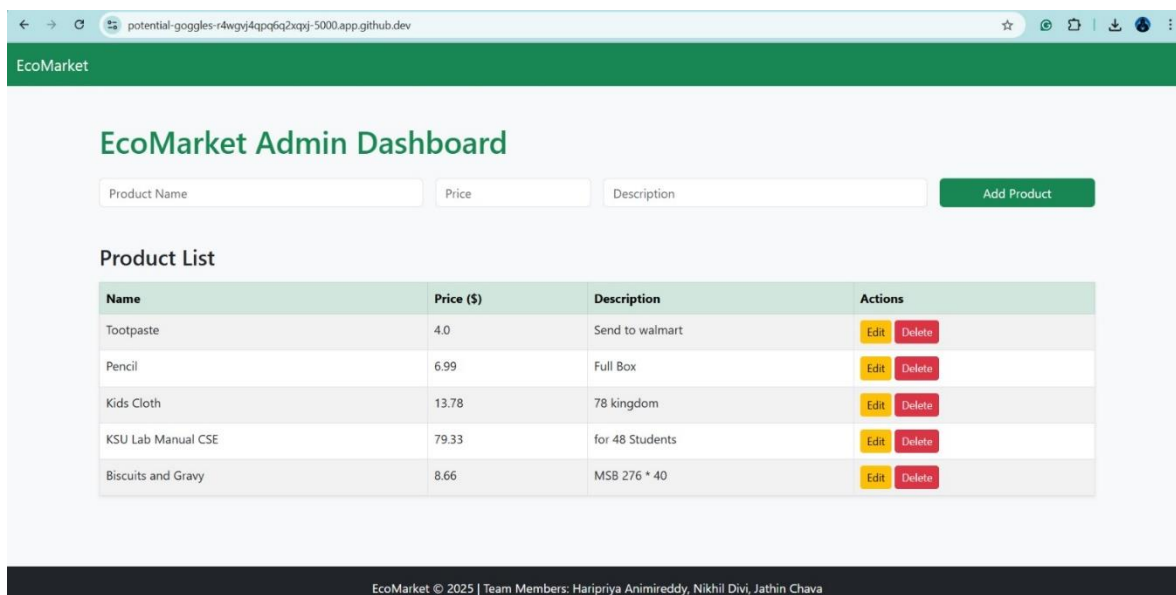 potential-goggles-r4wgvj4qpq6q2xqxj-5000.app.github.dev
EcoMarket
EcoMarket Admin Dashboard
Product Name Price Description Add Product
Product List
Name Price ($) Description Actions
Tootpaste 4.0 Send to walmart Edit Delete
Pencil 6.99 Full Box Edit Delete
Kids Cloth 13.78 78 kingdom Edit Delete
KSU Lab Manual CSE 79.33 for 48 Students Edit Delete
Biscuits and Gravy 8.66 MSB 276 * 40 Edit Delete
EcoMarket © 2025 | Team Members: Haripriya Animireddy, Nikhil Divi, Jathin Chava